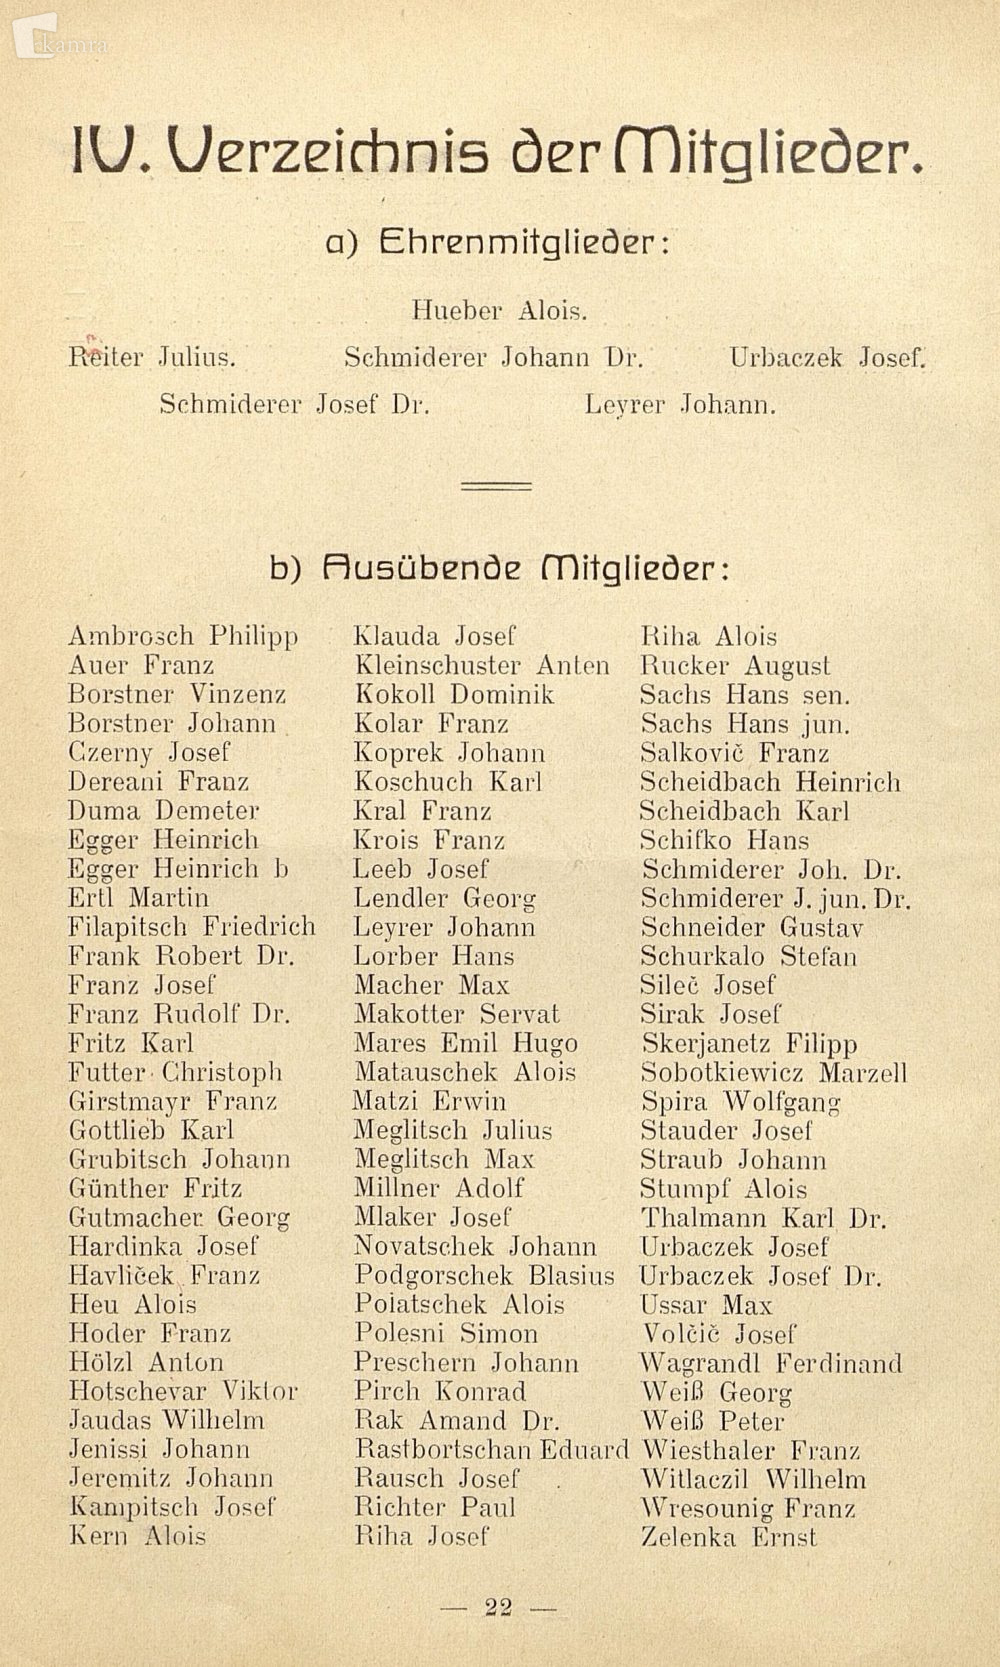 kamra
IV. Verzeichnis der Mitglieder.
a) Ehrenmitglieder:
Hueber Alois.
Reiter Julius. Schmiderer Johann Dr. Urbaczek Josef.
Schmiderer Josef Dr. Leyrer Johann.
b) Ausübende Mitglieder:
Ambrosch Philipp
Auer Franz
Borstner Vinzenz
Borstner Johann
Czerny Josef
Dereani Franz
Duma Demeter
Egger Heinrich
Egger Heinrich b
Ertl Martin
Filapitsch Friedrich
Frank Robert Dr.
Franz Josef
Franz Rudolf Dr.
Fritz Karl
Futter Christoph
Girstmayr Franz
Gottlieb Karl
Grubitsch Johann
Günther Fritz
Gutmacher Georg
Hardinka Josef
Havliček Franz
Heu Alois
Hoder Franz
Hölzl Anton
Hotschevar Viktor
Jaudas Wilhelm
Jenissi Johann
Jeremitz Johann
Kampitsch Josef
Kern Alois
Klauda Josef
Kleinschuster Anten
Kokoll Dominik
Kolar Franz
Koprek Johann
Koschuch Karl
Kral Franz
Krois Franz
Leeb Josef
Lendler Georg
Leyrer Johann
Lorber Hans
Macher Max
Makotter Servat
Mares Emil Hugo
Matauschek Alois
Matzi Erwin
Meglitsch Julius
Meglitsch Max
Millner Adolf
Mlaker Josef
Novatschek Johann
Podgorschek Blasius
Poiatschek Alois
Polesni Simon
Preschern Johann
Pirch Konrad
Rak Amand Dr.
Rastbortschan Eduard
Rausch Josef
Richter Paul
Riha Josef
Riha Alois
Rucker August
Sachs Hans sen.
Sachs Hans jun.
Salkovič Franz
Scheidbach Heinrich
Scheidbach Karl
Schifko Hans
Schmiderer Joh. Dr.
Schmiderer J. jun. Dr.
Schneider Gustav
Schurkalo Stefan
Sileč Josef
Sirak Josef
Skerjanetz Filipp
Sobotkiewicz Marzell
Spira Wolfgang
Stauder Josef
Straub Johann
Stumpf Alois
Thalmann Karl Dr.
Urbaczek Josef
Urbaczek Josef Dr.
Ussar Max
Volčič Josef
Wagrandl Ferdinand
Weiß Georg
Weiß Peter
Wiesthaler Franz
Witlaczil Wilhelm
Wresounig Franz
Zelenka Ernst
— 22 —